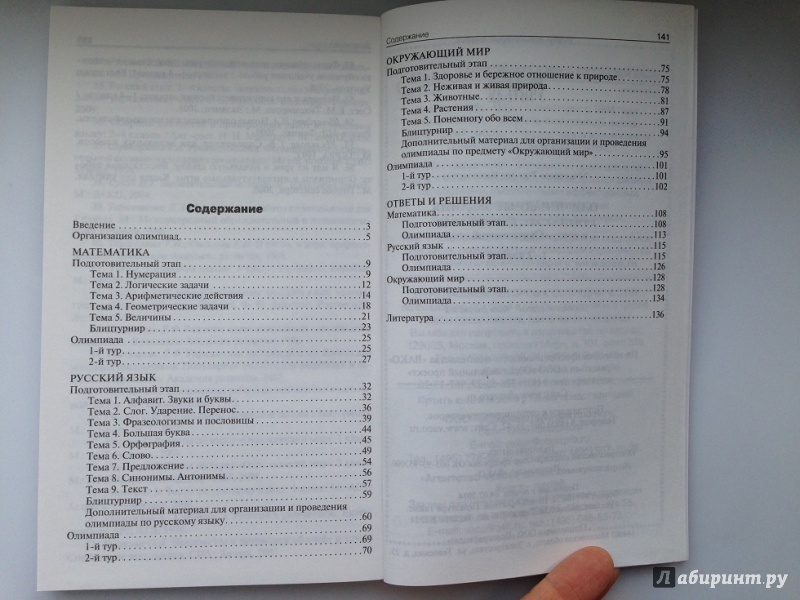 Содержание
Введение 3
Организация олимпиад 5
МАТЕМАТИКА
Подготовительный этап 9
Тема 1. Нумерация 9
Тема 2. Логические задачи 12
Тема 3. Арифметические действия 14
Тема 4. Геометрические задачи 18
Тема 5. Величины 21
Блицтурнир 23
Олимпиада 25
1-й тур 25
2-й тур 27
РУССКИЙ ЯЗЫК
Подготовительный этап 32
Тема 1. Алфавит. Звуки и буквы 32
Тема 2. Слог. Ударение. Перенос 36
Тема 3. Фразеологизмы и пословицы 39
Тема 4. Большая буква 44
Тема 5. Орфография 45
Тема 6. Слово 49
Тема 7. Предложение 54
Тема 8. Синонимы. Антонимы 56
Тема 9. Текст 57
Блицтурнир 59
Дополнительный материал для организации и проведения
олимпиады по русскому языку 60
Олимпиада 69
1-й тур 69
2-й тур 70
Содержание 141
ОКРУЖАЮЩИЙ МИР
Подготовительный этап 75
Тема 1. Здоровье и бережное отношение к природе 75
Тема 2. Неживая и живая природа 78
Тема 3. Животные 81
Тема 4. Растения 87
Тема 5. Понемногу обо всем 91
Блицтурнир 94
Дополнительный материал для организации и проведения
олимпиады по предмету «Окружающий мир» 95
Олимпиада 101
1-й тур 101
2-й тур 102
ОТВЕТЫ И РЕШЕНИЯ
Математика 108
Подготовительный этап 108
Олимпиада 113
Русский язык 115
Подготовительный этап 115
Олимпиада 126
Окружающий мир 128
Подготовительный этап 128
Олимпиада 134
Литература 136
Лабиринт.ру